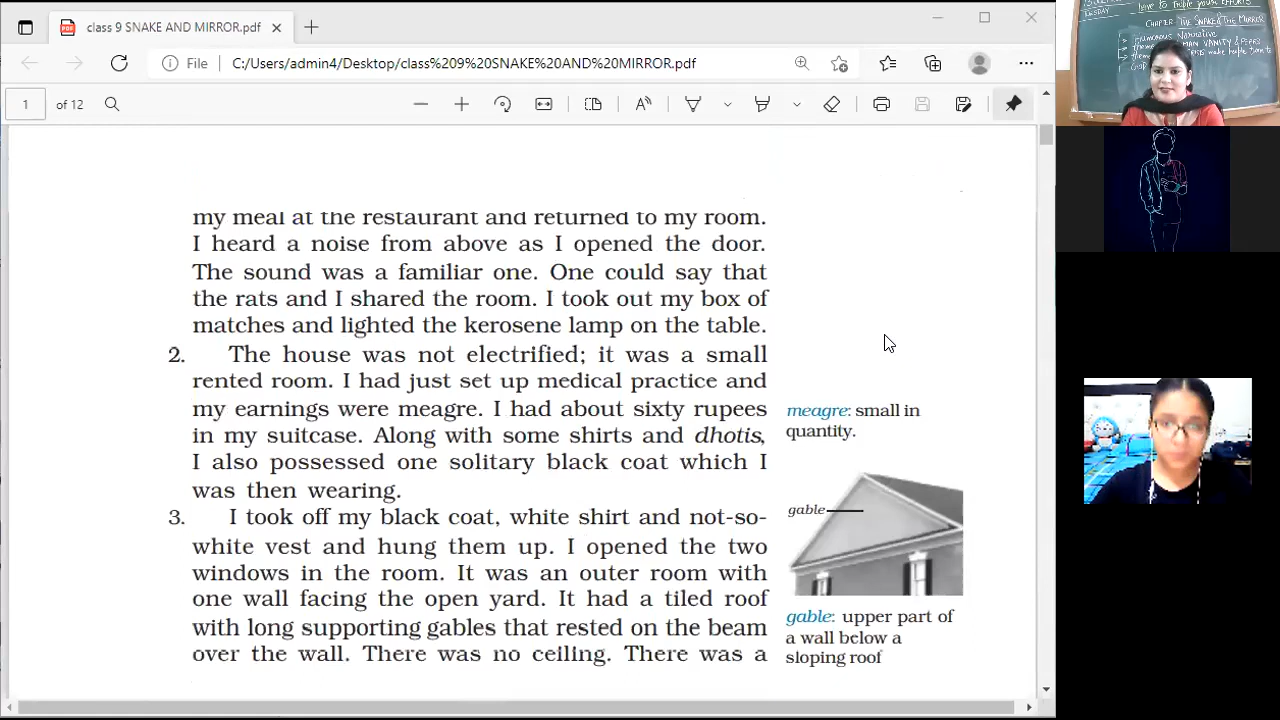 class 9 SNAKE AND MIRROR.pdf
File
C:/Users/admin4/Desktop/class%209%20SNAKE%20AND%20MIRROR.pdf
1 of 12
my meal at the restaurant and returned to my room.
I heard a noise from above as I opened the door.
The sound was a familiar one. One could say that
the rats and I shared the room. I took out my box of
matches and lighted the kerosene lamp on the table.
2. The house was not electrified; it was a small
rented room. I had just set up medical practice and
my earnings were meagre. I had about sixty rupees
in my suitcase. Along with some shirts and dhotis,
I also possessed one solitary black coat which I
was then wearing.
3. I took off my black coat, white shirt and not-so-
white vest and hung them up. I opened the two
windows in the room. It was an outer room with
one wall facing the open yard. It had a tiled roof
with long supporting gables that rested on the beam
over the wall. There was no ceiling. There was a
meagre: small in
quantity.
gable
gable: upper part of
a wall below a
sloping roof
CHAPTER THE SNAKE & THE MIRROR